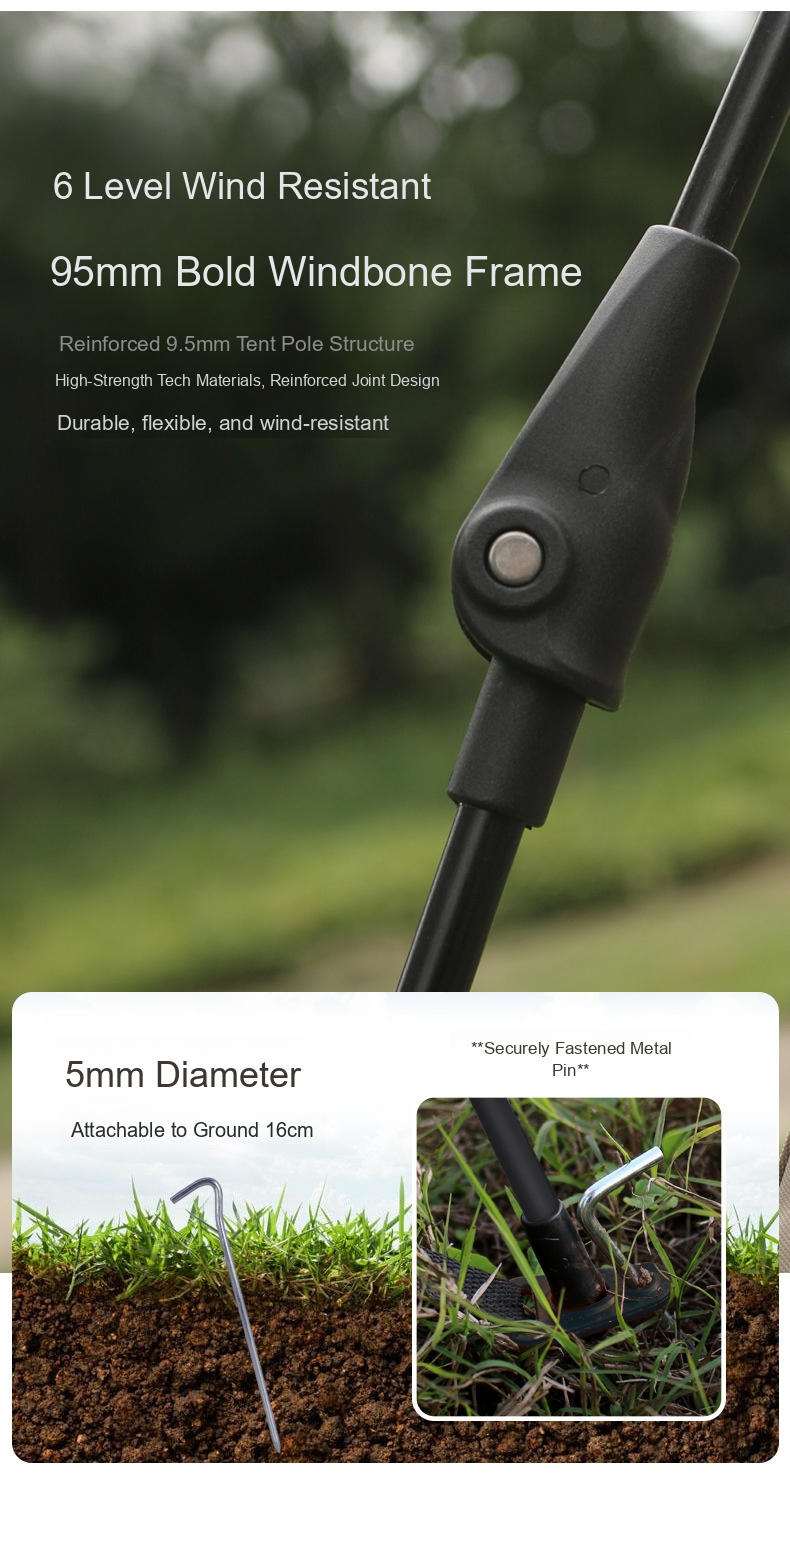 6 Level Wind Resistant
95mm Bold Windbone Frame
Reinforced 9.5mm Tent Pole Structure
High-Strength Tech Materials, Reinforced Joint Design
Durable, flexible, and wind-resistant
5mm Diameter
Attachable to Ground 16cm
**Securely Fastened Metal
Pin**